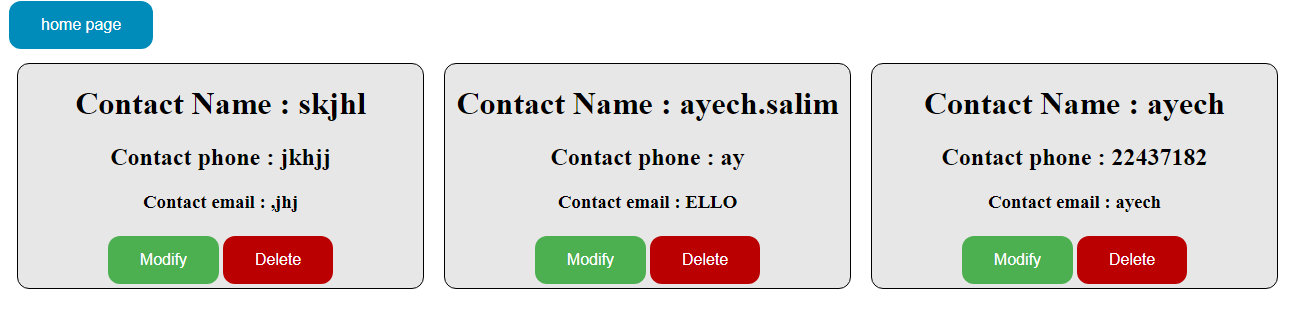 home page
Contact Name : skjhl
Contact phone : jkhjj
Contact email : ,jhj
Modify Delete
Contact Name : ayech.salim
Contact phone : ay
Contact email : ELLO
Modify Delete
Contact Name : ayech
Contact phone : 22437182
Contact email : ayech
Modify Delete